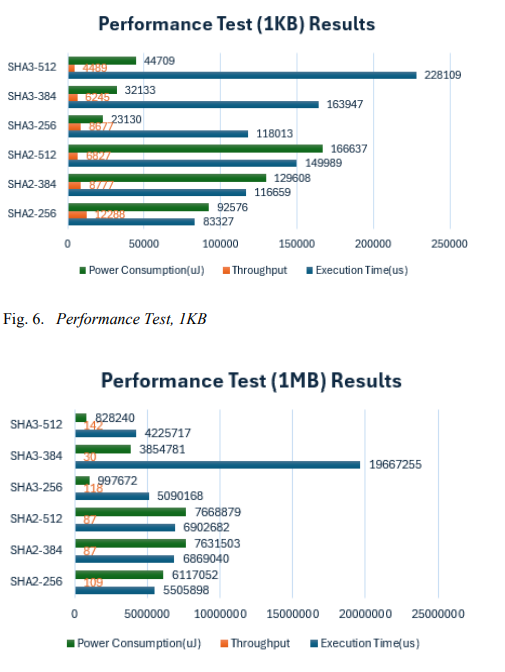 Performance Test (1KB) Results
SHA3-512
44709
4489
228109
SHA3-384
32133
6245
163947
SHA3-256
23130
8677
118013
SHA2-512
166637
6827
149989
SHA2-384
129608
8777
116659
SHA2-256
92576
12288
83327
0 50000 100000 150000 200000 250000
Power Consumption(uJ) Throughput Execution Time(us)
Fig. 6. Performance Test, 1KB
Performance Test (1MB) Results
SHA3-512
828240
142
4225717
SHA3-384
3854781
30
19667255
SHA3-256
997672
118
5090168
SHA2-512
7668879
87
6902682
SHA2-384
7631503
87
6869040
SHA2-256
6117052
109
5505898
0 5000000 10000000 15000000 20000000 25000000
Power Consumption(uJ) Throughput Execution Time(us)